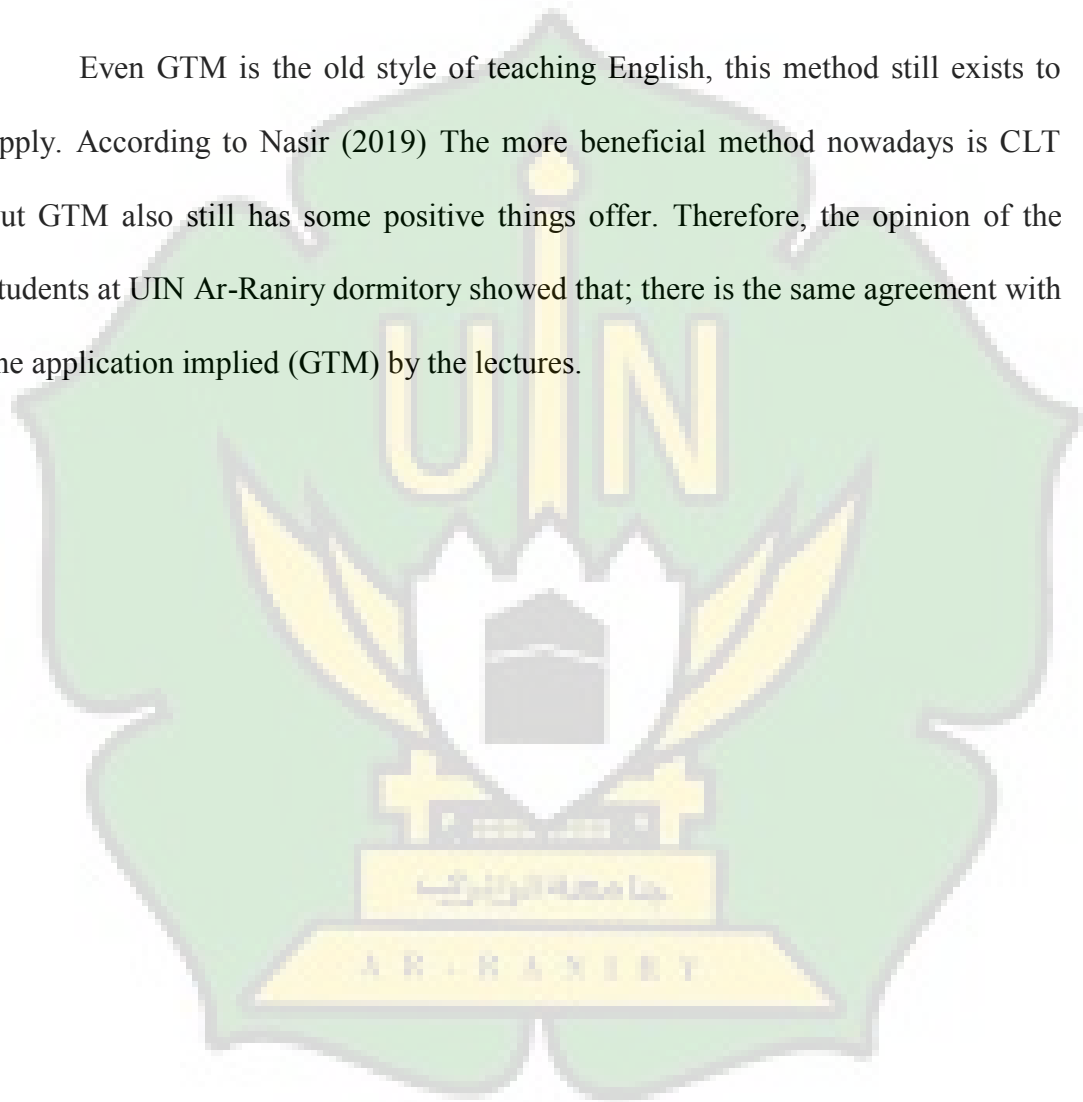 Even GTM is the old style of teaching English, this method still exists to
pply. According to Nasir (2019) The more beneficial method nowadays is CLT
ut GTM also still has some positive things offer. Therefore, the opinion of the
tudents at UIN Ar-Raniry dormitory showed that; there is the same agreement with
he application implied (GTM) by the lectures.
UIN
جامعة الرانيري
AR-RANIRY